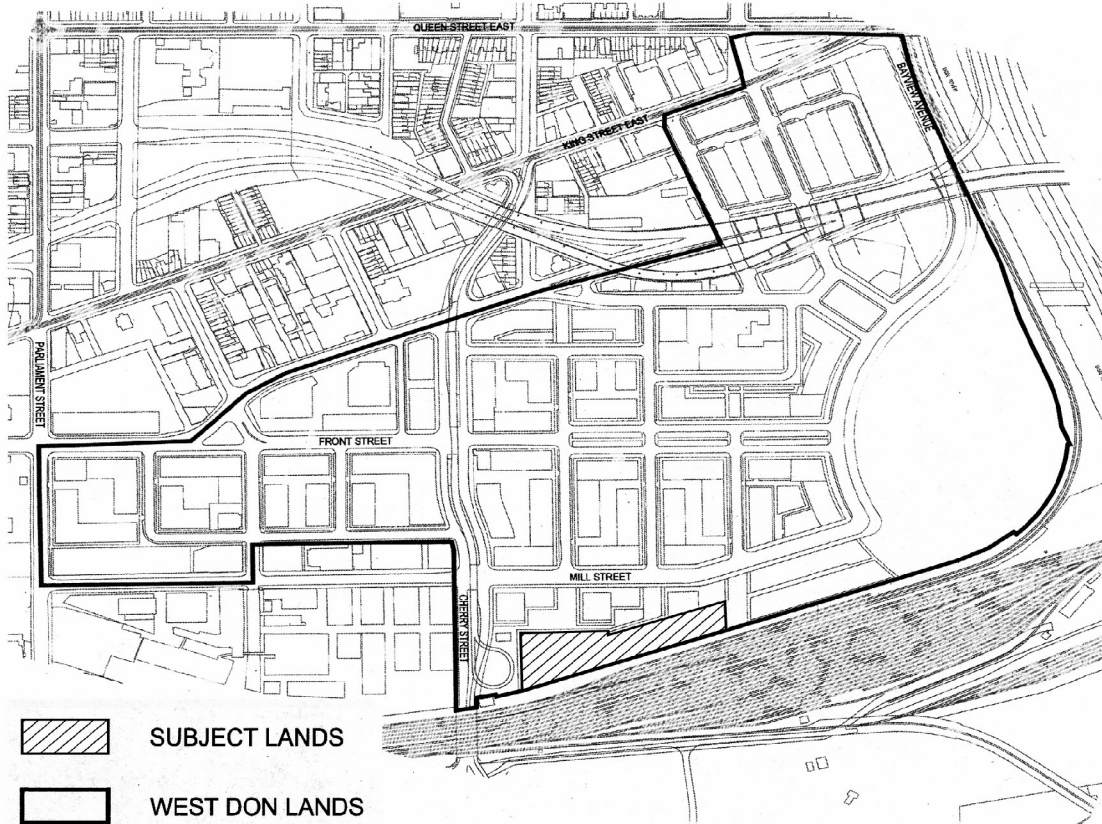 QUEEN STREET EAST
BAYVIEW AVENUE
KING STREET EAST
PARLIAMENT STREET
FRONT STREET
MILL STREET
CHERRY STREET
SUBJECT LANDS
WEST DON LANDS